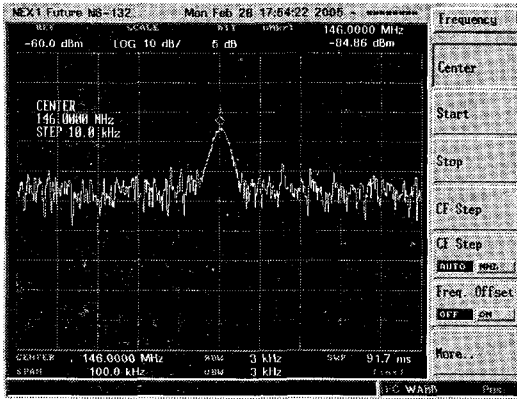 NEX1 Future NS-132 Mon Feb 28 17:54:22 2005
REF SCALE ATT
-60.0 dBm LOG 10 dB/ 5 dB 146.0000 MHz
-84.86 dBm
Frequency
Center
CENTER
146.0000 MHz
STEP 10.0 kHz
Start
Stop
CF Step
CF Step
AUTO
Freq. Offset
OFF ON
More..
CENTER 146.0000 MHz RBW 3 kHz SWP 91.7 ms
SPAN 100.0 kHz VBW 3 kHz